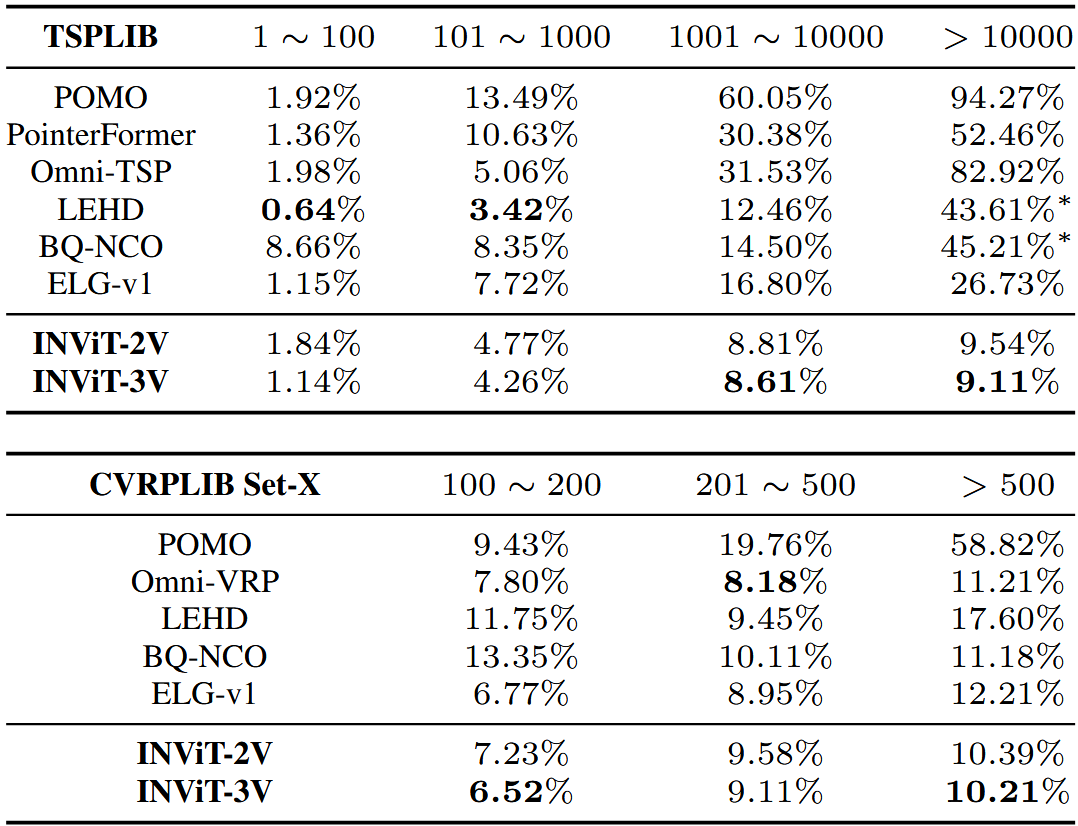 TSPLIB 1 ∼ 100 101 ∼ 1000 1001 ∼ 10000 > 10000
POMO 1.92% 13.49% 60.05% 94.27%
PointerFormer 1.36% 10.63% 30.38% 52.46%
Omni-TSP 1.98% 5.06% 31.53% 82.92%
LEHD 0.64% 3.42% 12.46% 43.61%*
BQ-NCO 8.66% 8.35% 14.50% 45.21%*
ELG-v1 1.15% 7.72% 16.80% 26.73%
INViT-2V 1.84% 4.77% 8.81% 9.54%
INViT-3V 1.14% 4.26% 8.61% 9.11%
CVRPLIB Set-X 100 ∼ 200 201 ∼ 500 > 500
POMO 9.43% 19.76% 58.82%
Omni-VRP 7.80% 8.18% 11.21%
LEHD 11.75% 9.45% 17.60%
BQ-NCO 13.35% 10.11% 11.18%
ELG-v1 6.77% 8.95% 12.21%
INViT-2V 7.23% 9.58% 10.39%
INViT-3V 6.52% 9.11% 10.21%